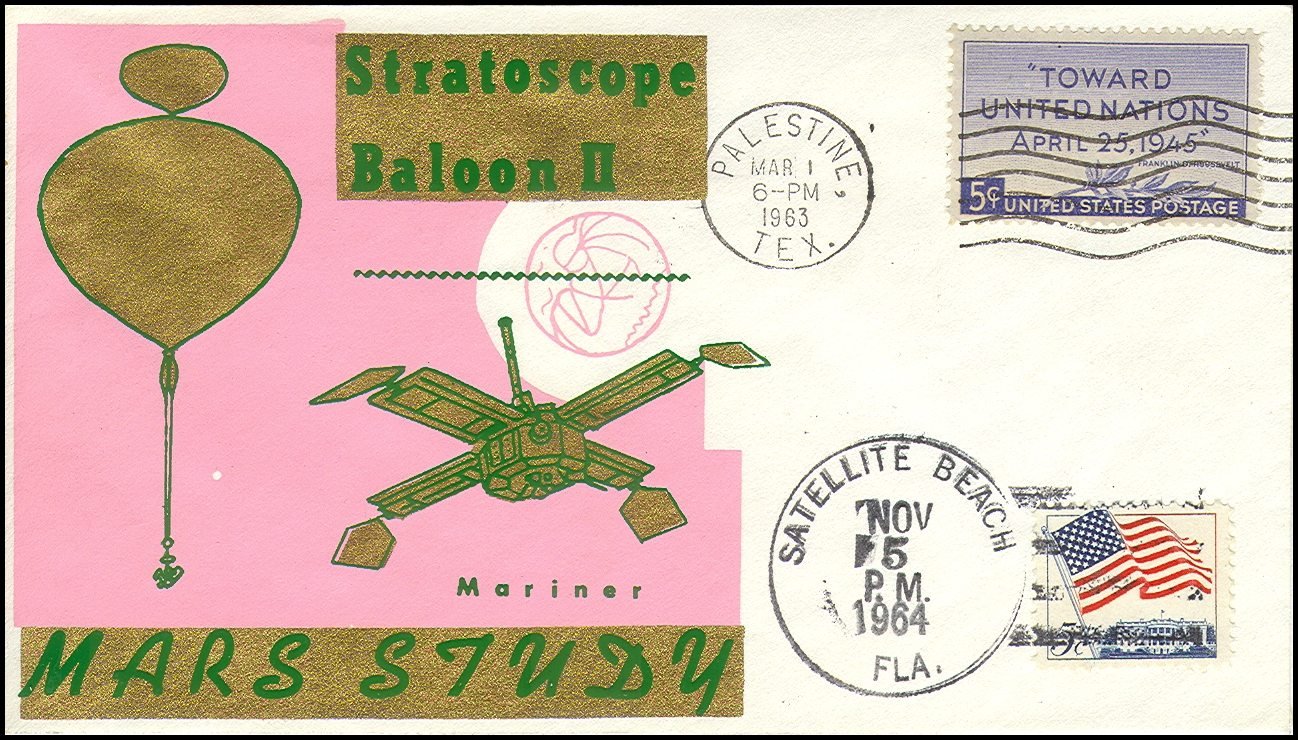 Stratoscope
Baloon II
Mariner
MARS STUDY
PALESTINE,
MAR 1
6-PM
1963
TEX.
"TOWARD
UNITED NATIONS
APRIL 25, 1945"
FRANKLIN D. ROOSEVELT
5¢ UNITED STATES POSTAGE
SATELLITE BEACH
NOV
5
P.M.
1964
FLA.
5c